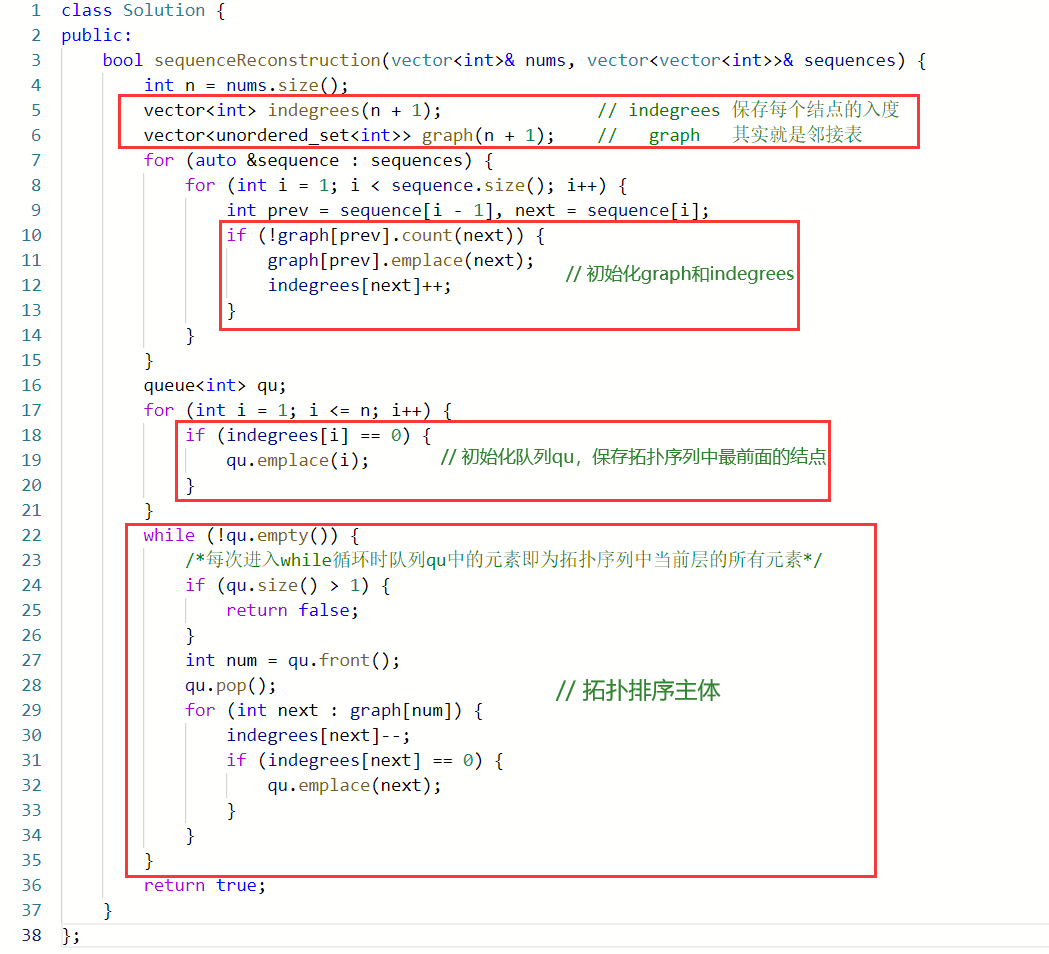 1 class Solution {
2 public:
3     bool sequenceReconstruction(vector<int>& nums, vector<vector<int>>& sequences) {
4         int n = nums.size();
5         vector<int> indegrees(n + 1);               // indegrees 保存每个结点的入度
6         vector<unordered_set<int>> graph(n + 1);    //   graph   其实就是邻接表
7         for (auto &sequence : sequences) {
8             for (int i = 1; i < sequence.size(); i++) {
9                 int prev = sequence[i - 1], next = sequence[i];
10                 if (!graph[prev].count(next)) {
11                     graph[prev].emplace(next);    // 初始化graph和indegrees
12                     indegrees[next]++;
13                 }
14             }
15         }
16         queue<int> qu;
17         for (int i = 1; i <= n; i++) {
18             if (indegrees[i] == 0) {
19                 qu.emplace(i);    // 初始化队列qu，保存拓扑序列中最前面的结点
20             }
21         }
22         while (!qu.empty()) {
23             /*每次进入while循环时队列qu中的元素即为拓扑序列中当前层的所有元素*/
24             if (qu.size() > 1) {
25                 return false;
26             }
27             int num = qu.front();
28             qu.pop();    // 拓扑排序主体
29             for (int next : graph[num]) {
30                 indegrees[next]--;
31                 if (indegrees[next] == 0) {
32                     qu.emplace(next);
33                 }
34             }
35         }
36         return true;
37     }
38 };